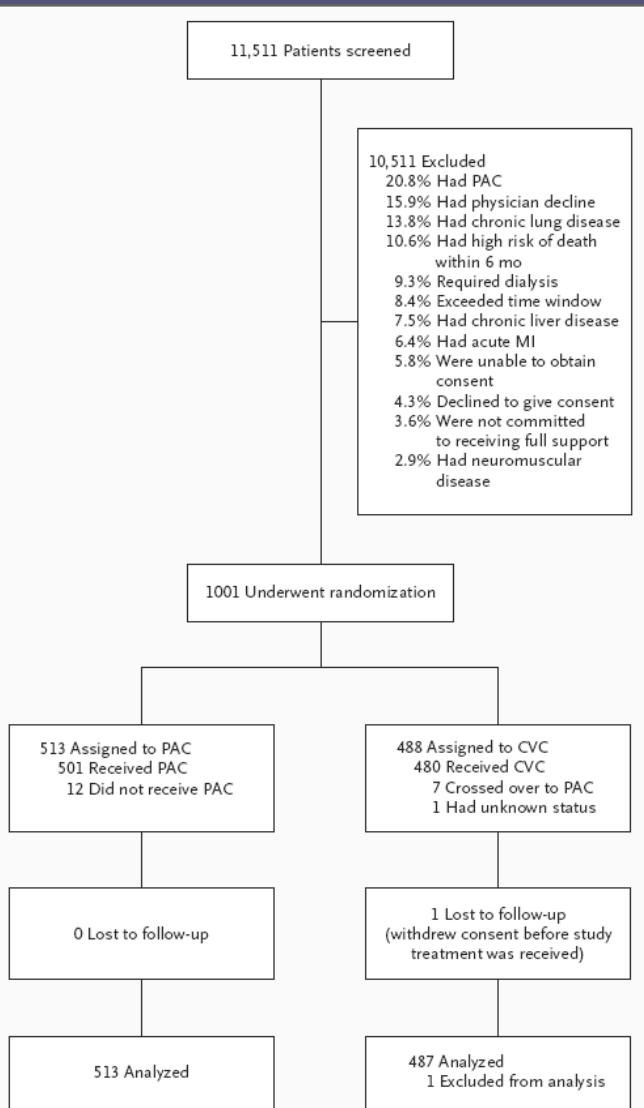 11,511 Patients screened
10,511 Excluded
20.8% Had PAC
15.9% Had physician decline
13.8% Had chronic lung disease
10.6% Had high risk of death
within 6 mo
9.3% Required dialysis
8.4% Exceeded time window
7.5% Had chronic liver disease
6.4% Had acute MI
5.8% Were unable to obtain
consent
4.3% Declined to give consent
3.6% Were not committed
to receiving full support
2.9% Had neuromuscular
disease
1001 Underwent randomization
513 Assigned to PAC
501 Received PAC
12 Did not receive PAC
488 Assigned to CVC
480 Received CVC
7 Crossed over to PAC
1 Had unknown status
0 Lost to follow-up
1 Lost to follow-up
(withdrew consent before study
treatment was received)
513 Analyzed
487 Analyzed
1 Excluded from analysis